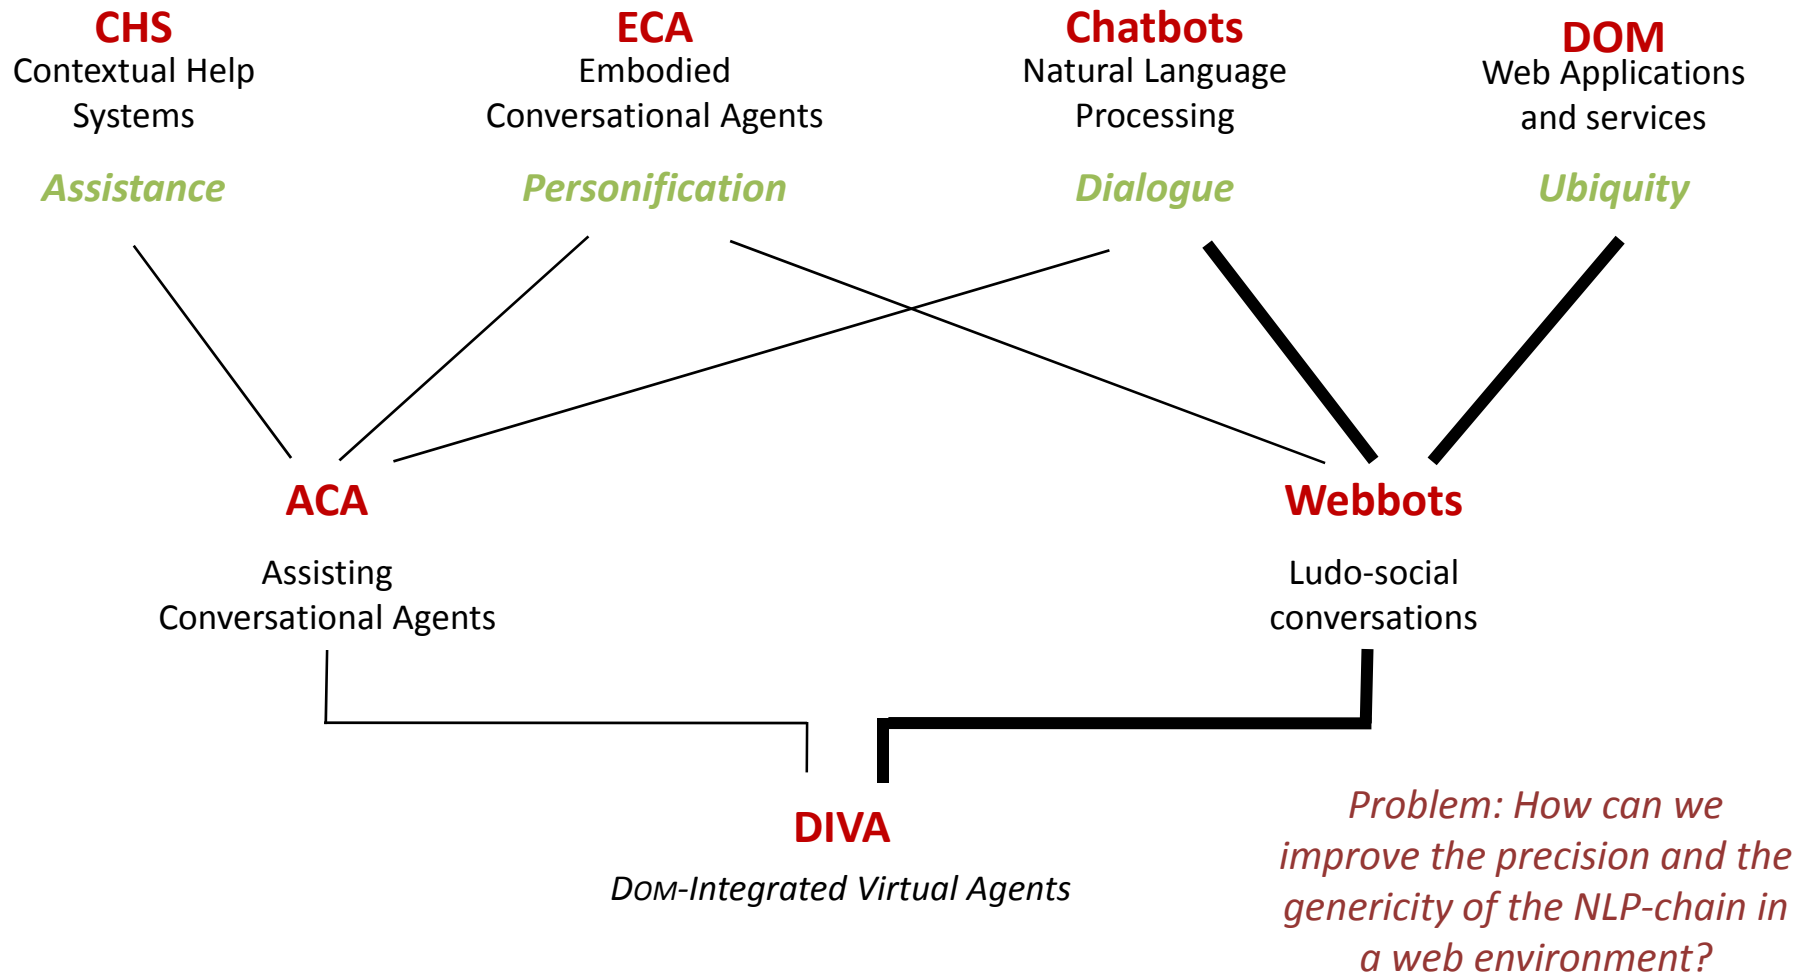 CHS
Contextual Help
Systems
Assistance
ECA
Embodied
Conversational Agents
Personification
Chatbots
Natural Language
Processing
Dialogue
DOM
Web Applications
and services
Ubiquity
ACA
Assisting
Conversational Agents
Webbots
Ludo-social
conversations
DIVA
DOM-Integrated Virtual Agents
Problem: How can we
improve the precision and the
genericity of the NLP-chain in
a web environment?